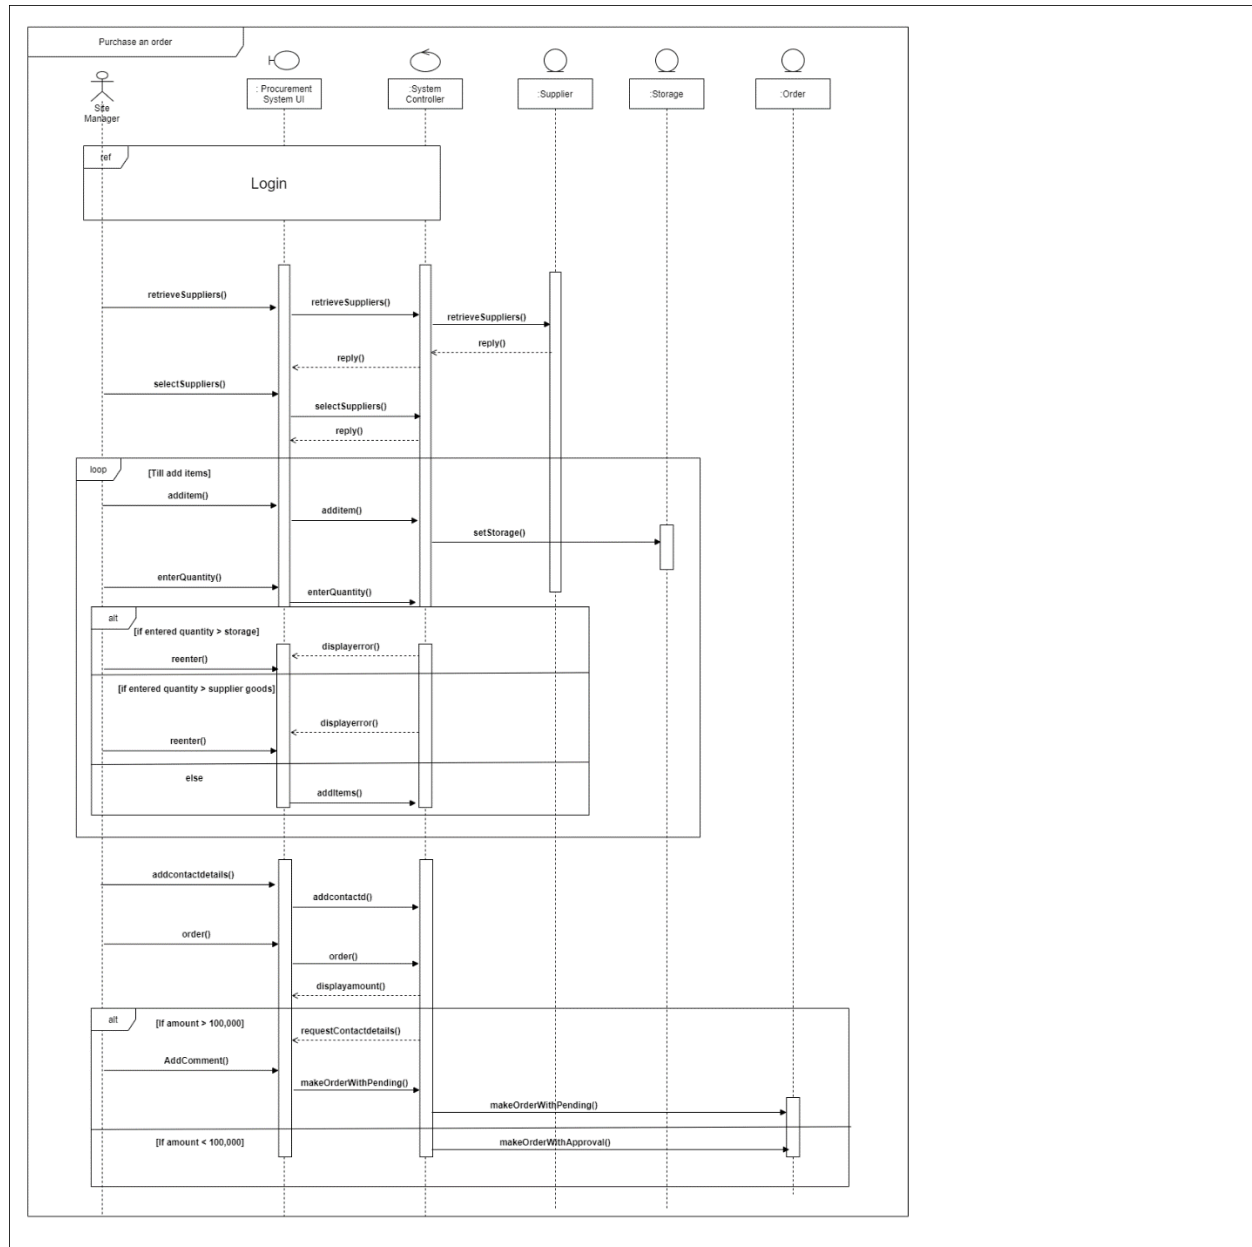 Purchase an order
Site
Manager
: Procurement
System UI
:System
Controller
:Supplier
:Storage
:Order
ref
Login
retrieveSuppliers()
retrieveSuppliers()
retrieveSuppliers()
reply()
reply()
selectSuppliers()
selectSuppliers()
reply()
loop
[Till add items]
additem()
additem()
setStorage()
enterQuantity()
enterQuantity()
alt
[if entered quantity > storage]
displayerror()
reenter()
[if entered quantity > supplier goods]
displayerror()
reenter()
else
addItems()
addcontactdetails()
addcontactd()
order()
order()
displayamount()
alt
[If amount > 100,000]
requestContactdetails()
AddComment()
makeOrderWithPending()
makeOrderWithPending()
[If amount < 100,000]
makeOrderWithApproval()